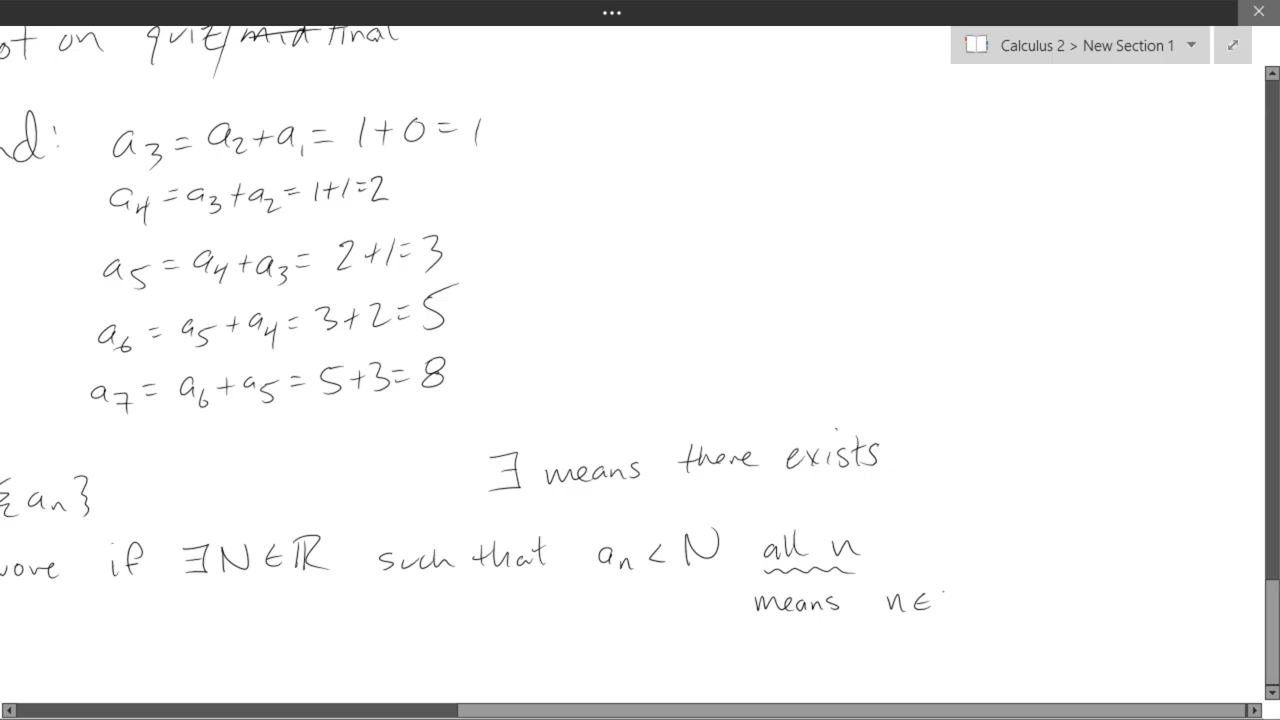 ...
Calculus 2 > New Section 1
ot on quiz/~~mid~~ final
nd: a₃ = a₂+a₁ = 1+0 = 1
a₄ = a₃+a₂ = 1+1=2
a₅ = a₄+a₃ = 2+1=3
a₆ = a₅+a₄ = 3+2=5
a₇ = a₆+a₅ = 5+3=8
∃ means there exists
{aₙ}
ove if ∃N∈ℝ such that aₙ<N all n
means n∈